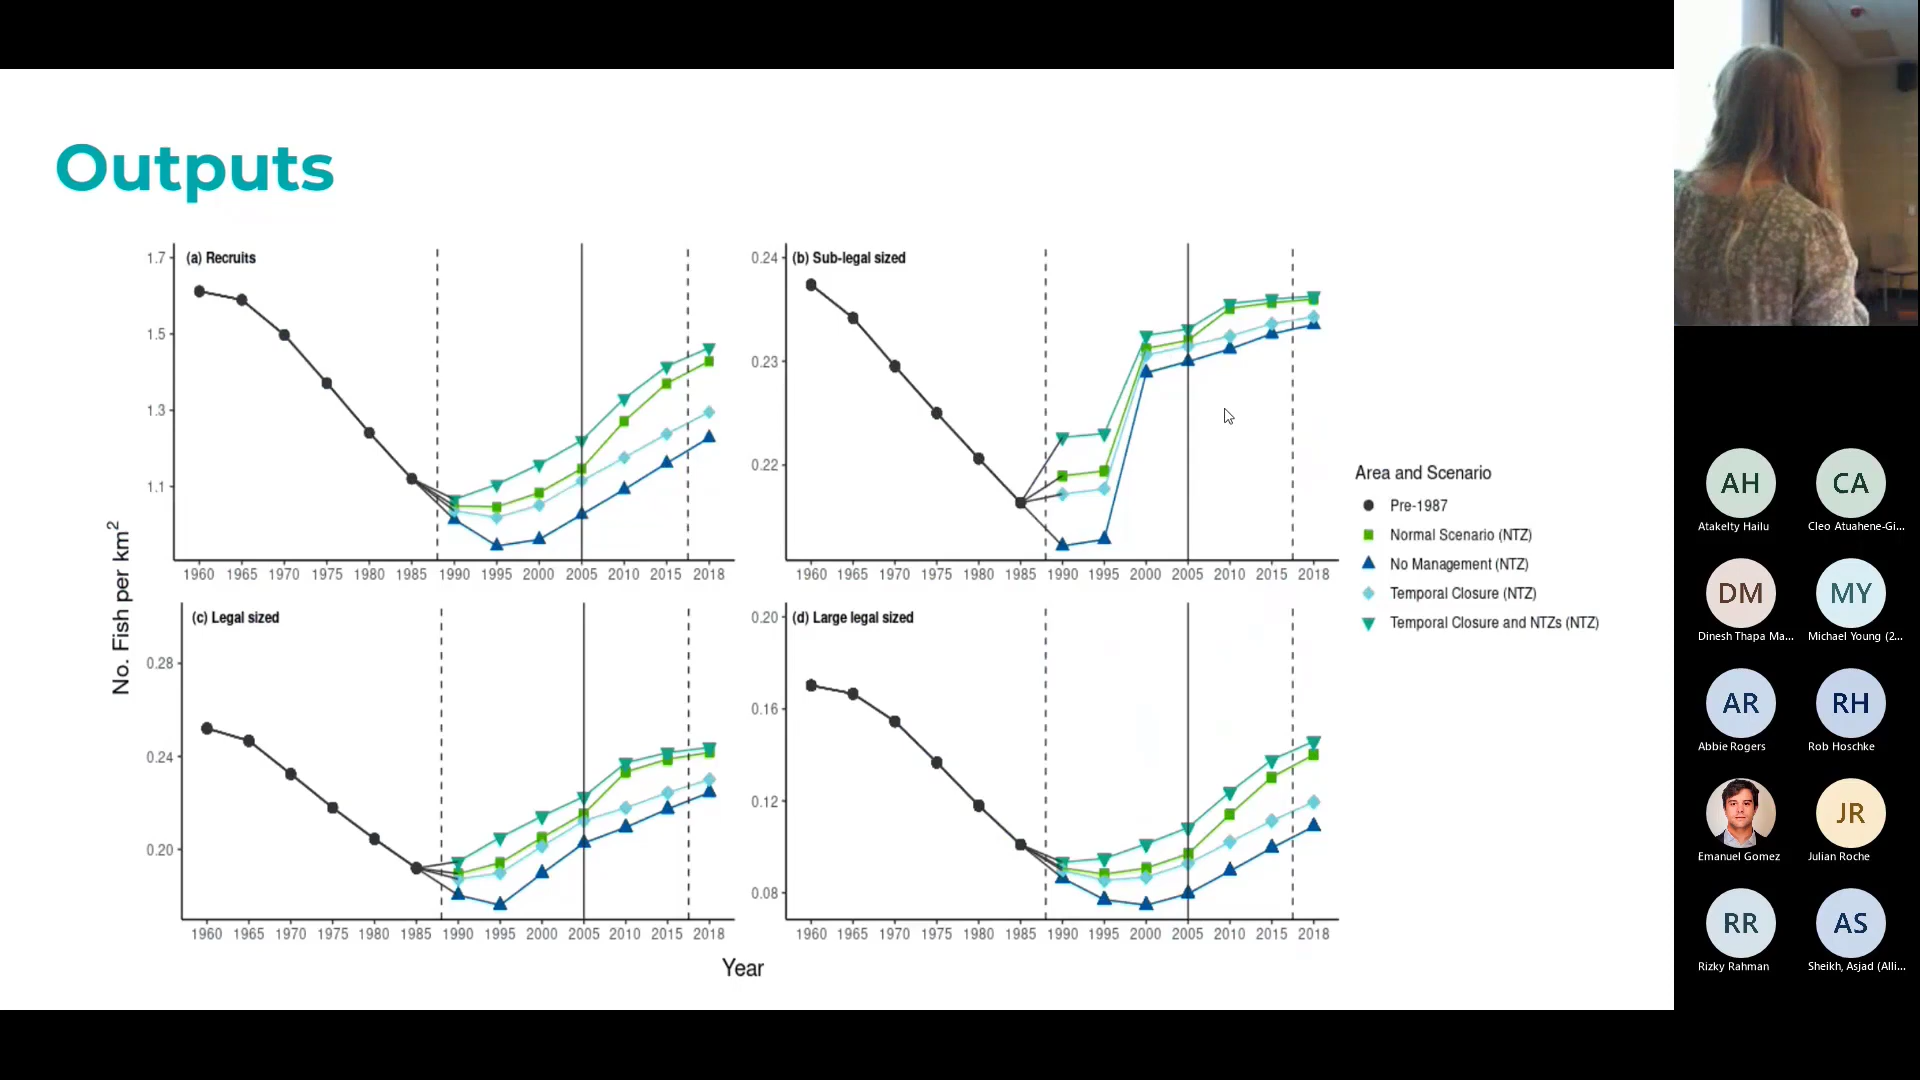 Outputs
(a) Recruits
1.7
1.5
1.3
1.1
1960 1965 1970 1975 1980 1985 1990 1995 2000 2005 2010 2015 2018
(b) Sub-legal sized
0.24
0.23
0.22
1960 1965 1970 1975 1980 1985 1990 1995 2000 2005 2010 2015 2018
(c) Legal sized
0.28
0.24
0.20
1960 1965 1970 1975 1980 1985 1990 1995 2000 2005 2010 2015 2018
(d) Large legal sized
0.20
0.16
0.12
0.08
1960 1965 1970 1975 1980 1985 1990 1995 2000 2005 2010 2015 2018
No. Fish per km²
Year
Area and Scenario
Pre-1987
Normal Scenario (NTZ)
No Management (NTZ)
Temporal Closure (NTZ)
Temporal Closure and NTZs (NTZ)
AH CA
Atakelty Hailu Cleo Atuahene-Gi...
DM MY
Dinesh Thapa Ma... Michael Young (2...
AR RH
Abbie Rogers Rob Hoschke
JR
Emanuel Gomez Julian Roche
RR AS
Rizky Rahman Sheikh, Asjad (Alli...